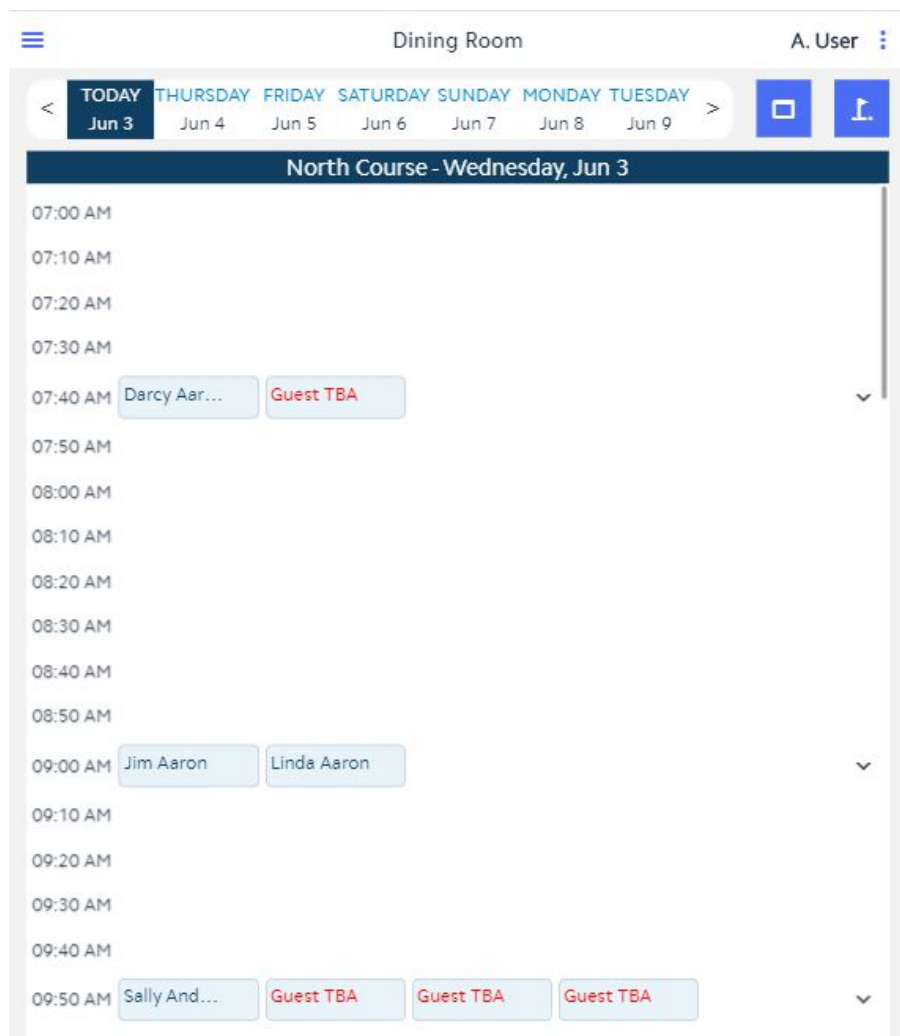 Dining Room A. User
< TODAY THURSDAY FRIDAY SATURDAY SUNDAY MONDAY TUESDAY >
Jun 3 Jun 4 Jun 5 Jun 6 Jun 7 Jun 8 Jun 9
North Course - Wednesday, Jun 3
07:00 AM
07:10 AM
07:20 AM
07:30 AM
07:40 AM Darcy Aar... Guest TBA
07:50 AM
08:00 AM
08:10 AM
08:20 AM
08:30 AM
08:40 AM
08:50 AM
09:00 AM Jim Aaron Linda Aaron
09:10 AM
09:20 AM
09:30 AM
09:40 AM
09:50 AM Sally And... Guest TBA Guest TBA Guest TBA